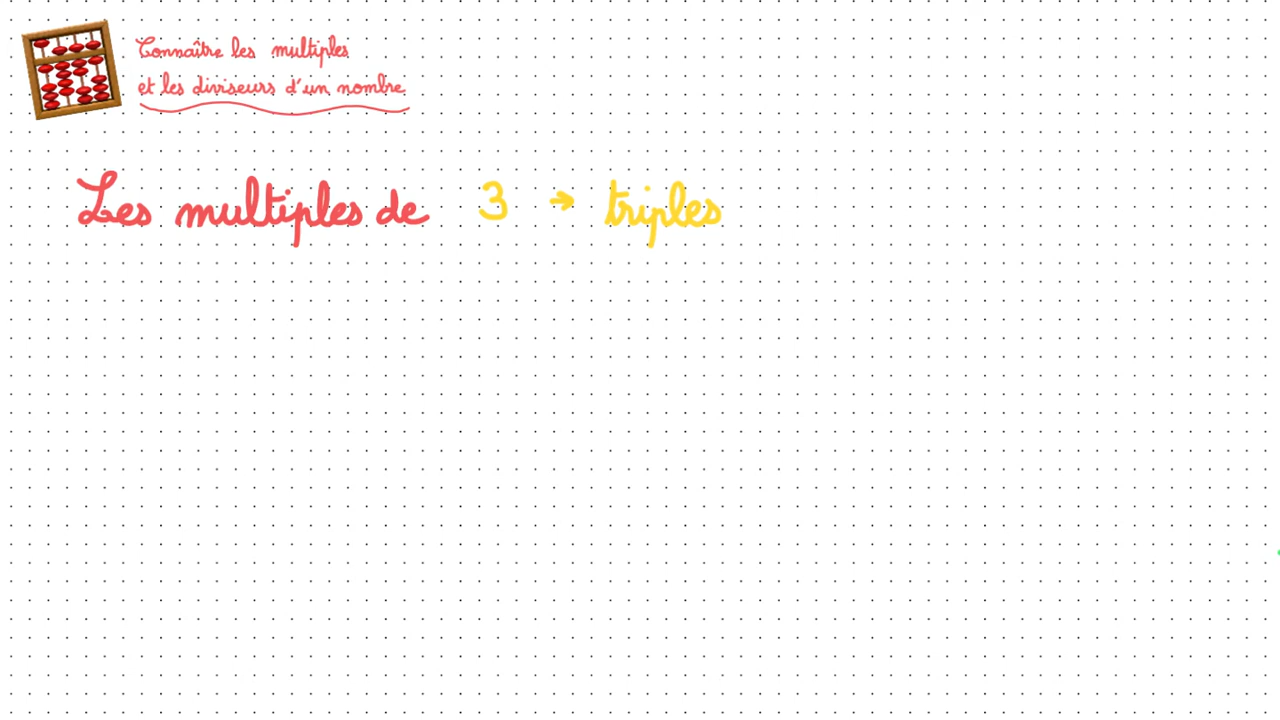 Connaître les multiples
et les diviseurs d'un nombre
Les multiples de 3 → triples